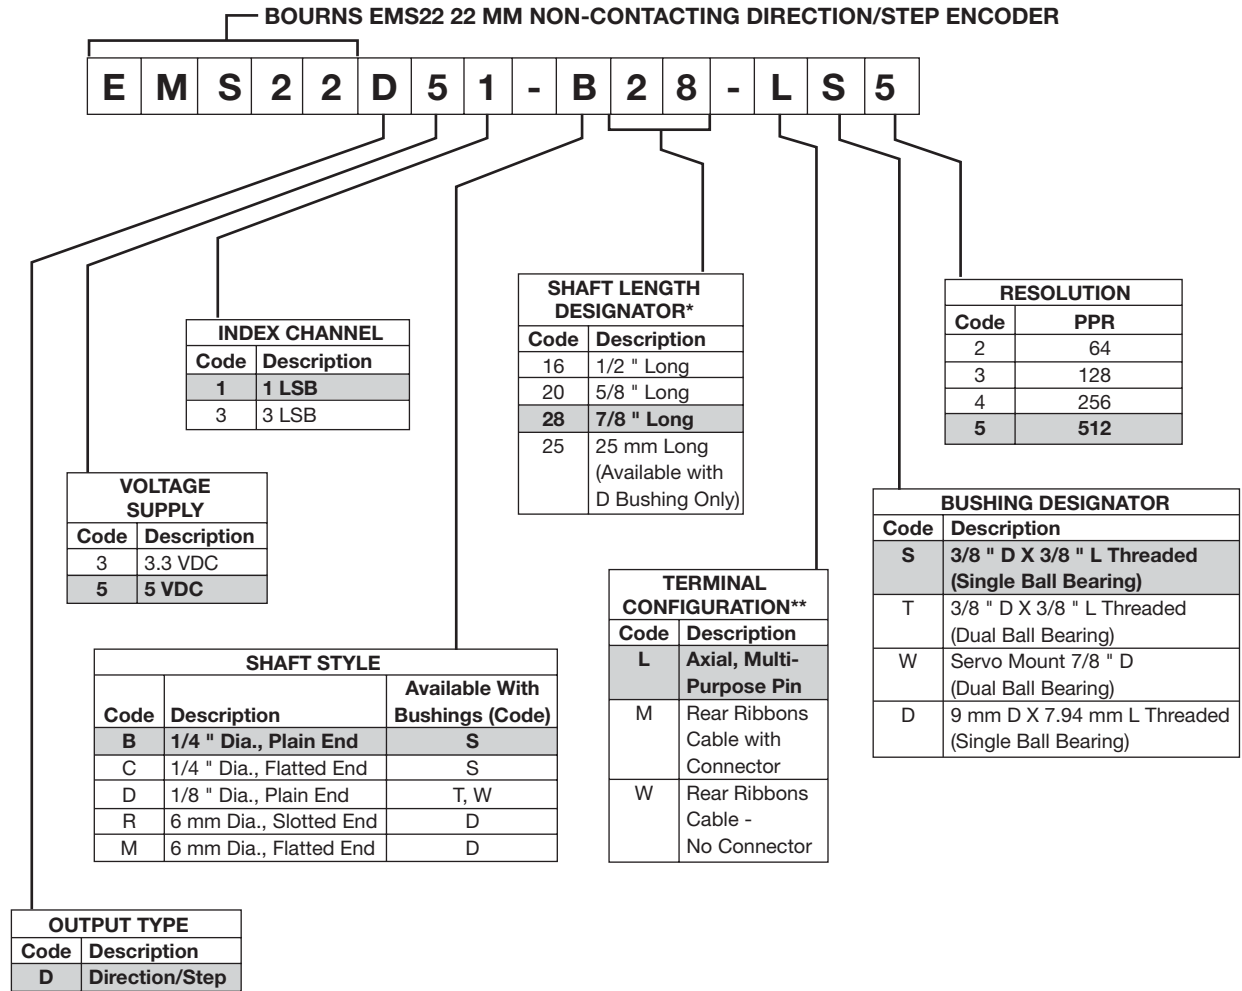 BOURNS EMS22 22 MM NON-CONTACTING DIRECTION/STEP ENCODER
E M S 2 2 D 5 1 - B 2 8 - L S 5
INDEX CHANNEL
Code Description
1 1 LSB
3 3 LSB
SHAFT LENGTH
DESIGNATOR*
Code Description
16 1/2 " Long
20 5/8 " Long
28 7/8 " Long
25 25 mm Long
(Available with
D Bushing Only)
RESOLUTION
Code PPR
2 64
3 128
4 256
5 512
VOLTAGE
SUPPLY
Code Description
3 3.3 VDC
5 5 VDC
BUSHING DESIGNATOR
Code Description
S 3/8 " D X 3/8 " L Threaded
(Single Ball Bearing)
T 3/8 " D X 3/8 " L Threaded
(Dual Ball Bearing)
W Servo Mount 7/8 " D
(Dual Ball Bearing)
D 9 mm D X 7.94 mm L Threaded
(Single Ball Bearing)
TERMINAL
CONFIGURATION**
Code Description
L Axial, Multi-
Purpose Pin
M Rear Ribbons
Cable with
Connector
W Rear Ribbons
Cable -
No Connector
SHAFT STYLE
Available With
Code Description Bushings (Code)
B 1/4 " Dia., Plain End S
C 1/4 " Dia., Flatted End S
D 1/8 " Dia., Plain End T, W
R 6 mm Dia., Slotted End D
M 6 mm Dia., Flatted End D
OUTPUT TYPE
Code Description
D Direction/Step